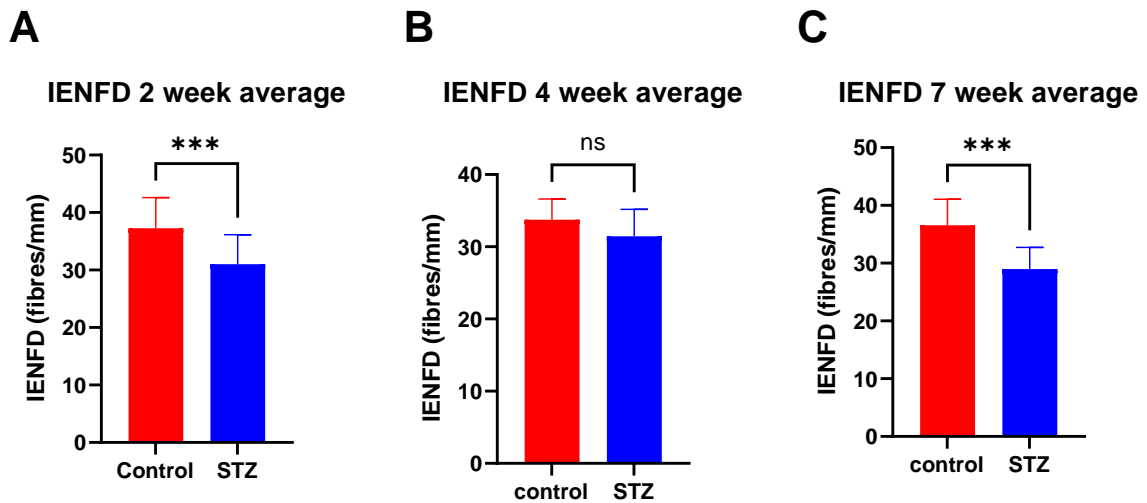 A
IENFD 2 week average
***
50
40
30
20
10
0
IENFD (fibres/mm)
Control STZ
B
IENFD 4 week average
ns
40
30
20
10
0
IENFD (fibres/mm)
control STZ
C
IENFD 7 week average
***
50
40
30
20
10
0
IENFD (fibres/mm)
control STZ